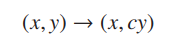 (x, y) → (x, cy)